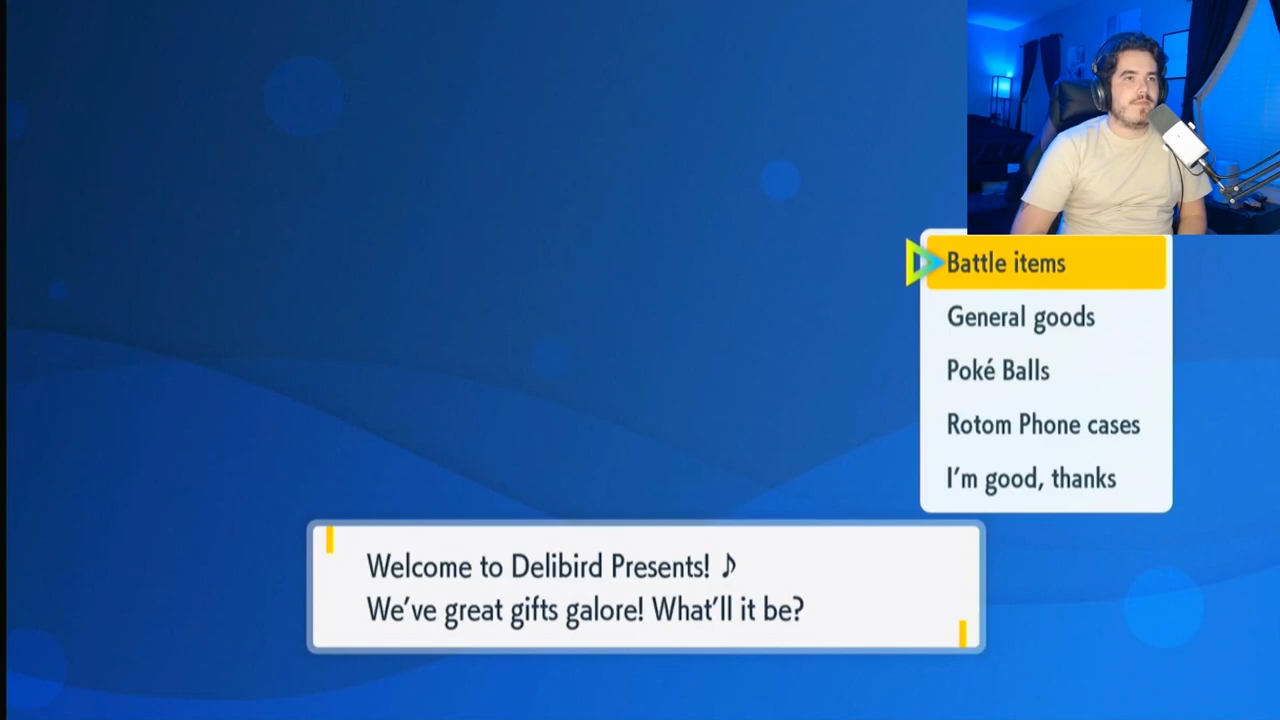 Battle items
General goods
Poké Balls
Rotom Phone cases
I'm good, thanks
Welcome to Delibird Presents! ♪
We've great gifts galore! What'll it be?